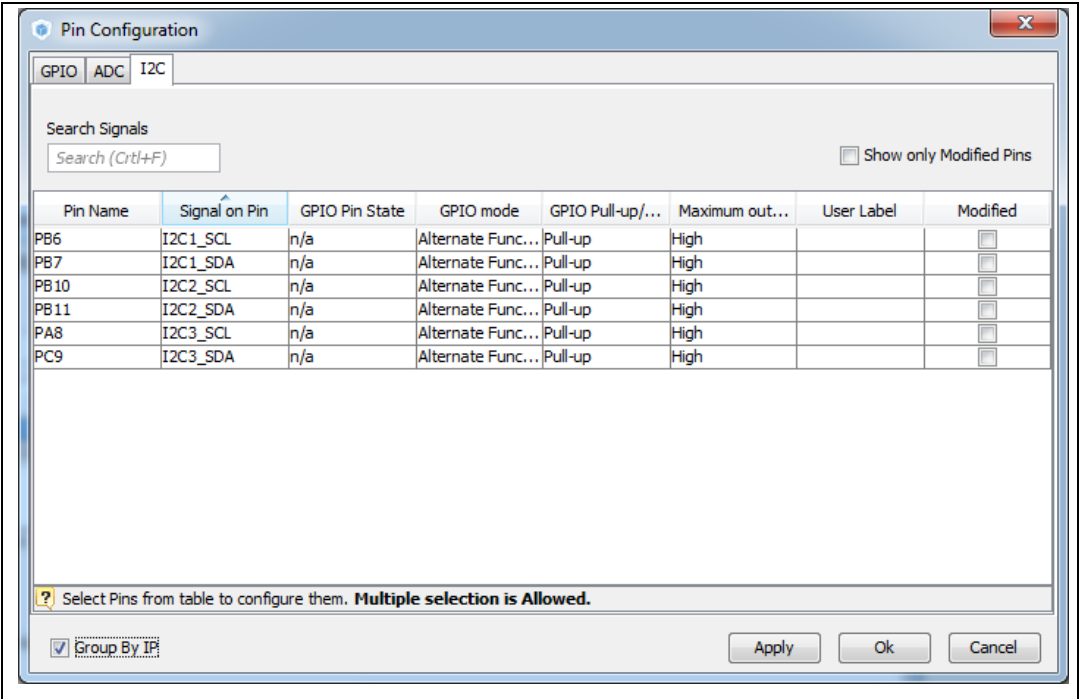 Pin Configuration
GPIO ADC I2C
Search Signals
Search (Crtl+F)
Show only Modified Pins
Pin Name Signal on Pin GPIO Pin State GPIO mode GPIO Pull-up/... Maximum out... User Label Modified
PB6 I2C1_SCL n/a Alternate Func... Pull-up High
PB7 I2C1_SDA n/a Alternate Func... Pull-up High
PB10 I2C2_SCL n/a Alternate Func... Pull-up High
PB11 I2C2_SDA n/a Alternate Func... Pull-up High
PA8 I2C3_SCL n/a Alternate Func... Pull-up High
PC9 I2C3_SDA n/a Alternate Func... Pull-up High
? Select Pins from table to configure them. Multiple selection is Allowed.
Group By IP Apply Ok Cancel